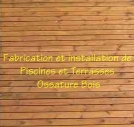 Fabrication et installation de
Piscines et Terrasses
Ossature Bois